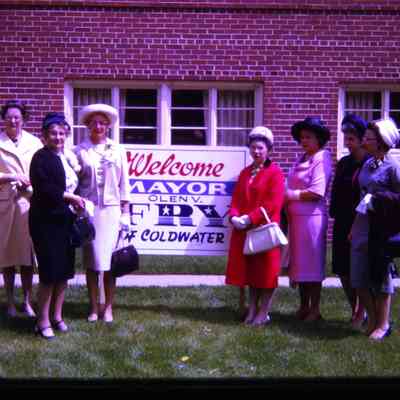 Welcome
MAYOR
OLEN V.
FRY
OF COLDWATER